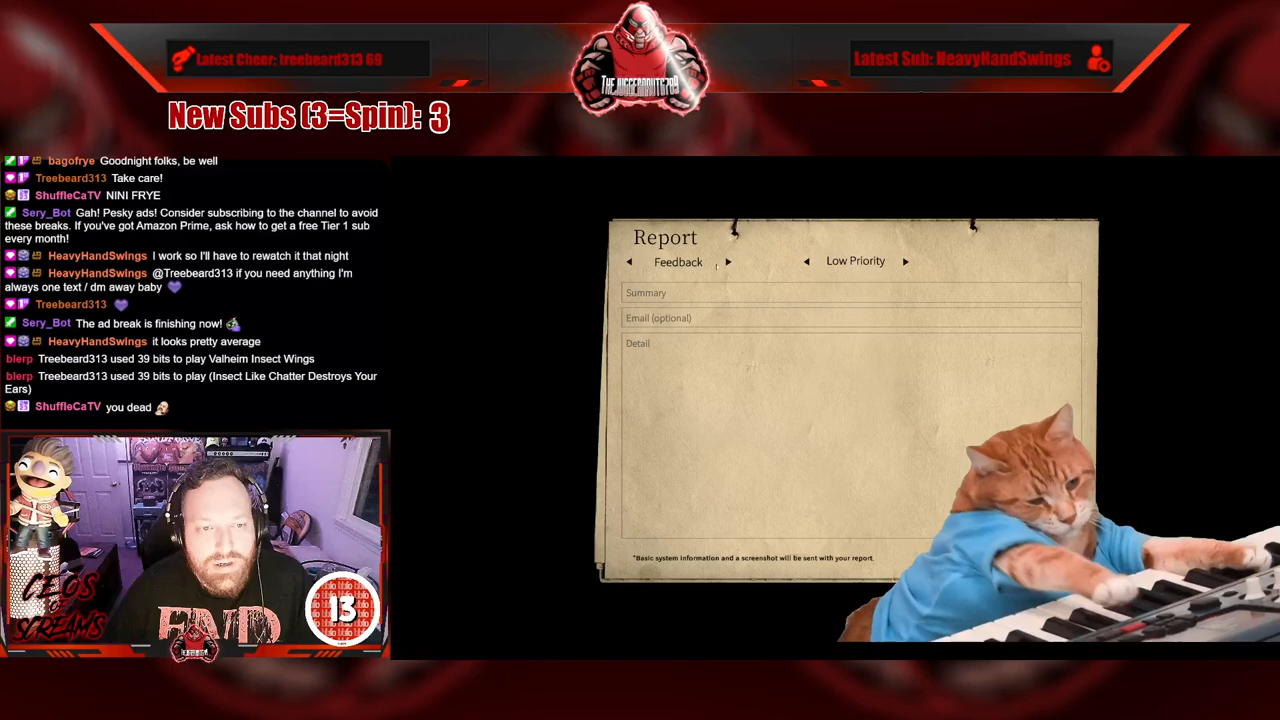 Latest Cheer: treebeard313 69
THEJUGGERNAUT6789
Latest Sub: HeavyHandSwings
New Subs (3=Spin): 3
bagofrye Goodnight folks, be well
Treebeard313 Take care!
ShuffleCaTV NINI FRYE
Sery_Bot Gah! Pesky ads! Consider subscribing to the channel to avoid
these breaks. If you've got Amazon Prime, ask how to get a free Tier 1 sub
every month!
HeavyHandSwIngs I work so I'll have to rewatch it that night
HeavyHandSwIngs @Treebeard313 if you need anything I'm
always one text / dm away baby 💜
Treebeard313 💜
Sery_Bot The ad break is finishing now!
HeavyHandSwIngs it looks pretty average
blerp Treebeard313 used 39 bits to play Valheim Insect Wings
blerp Treebeard313 used 39 bits to play (Insect Like Chatter Destroys Your
Ears)
ShuffleCaTV you dead
Report
Feedback
Low Priority
Summary
Email (optional)
Detail
*Basic system information and a screenshot will be sent with your report.
CEOS
OF
SCREAMS
13